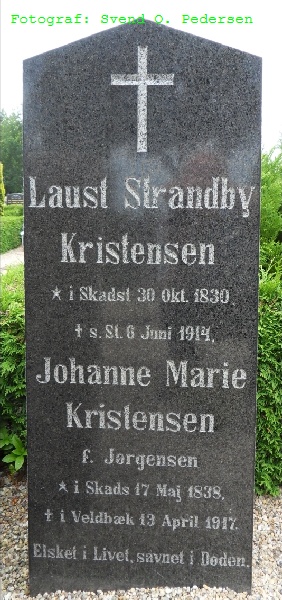 Fotograf: Svend O. Pedersen
Laust Strandby
Kristensen
* i Skadst 30 Okt. 1830.
† s. St. 6 Juni 1914.
Johanne Marie
Kristensen
f. Jørgensen
* i Skads 17 Maj 1838.
† i Veldbæk 13 April 1917.
Elsket i Livet, savnet i Døden.